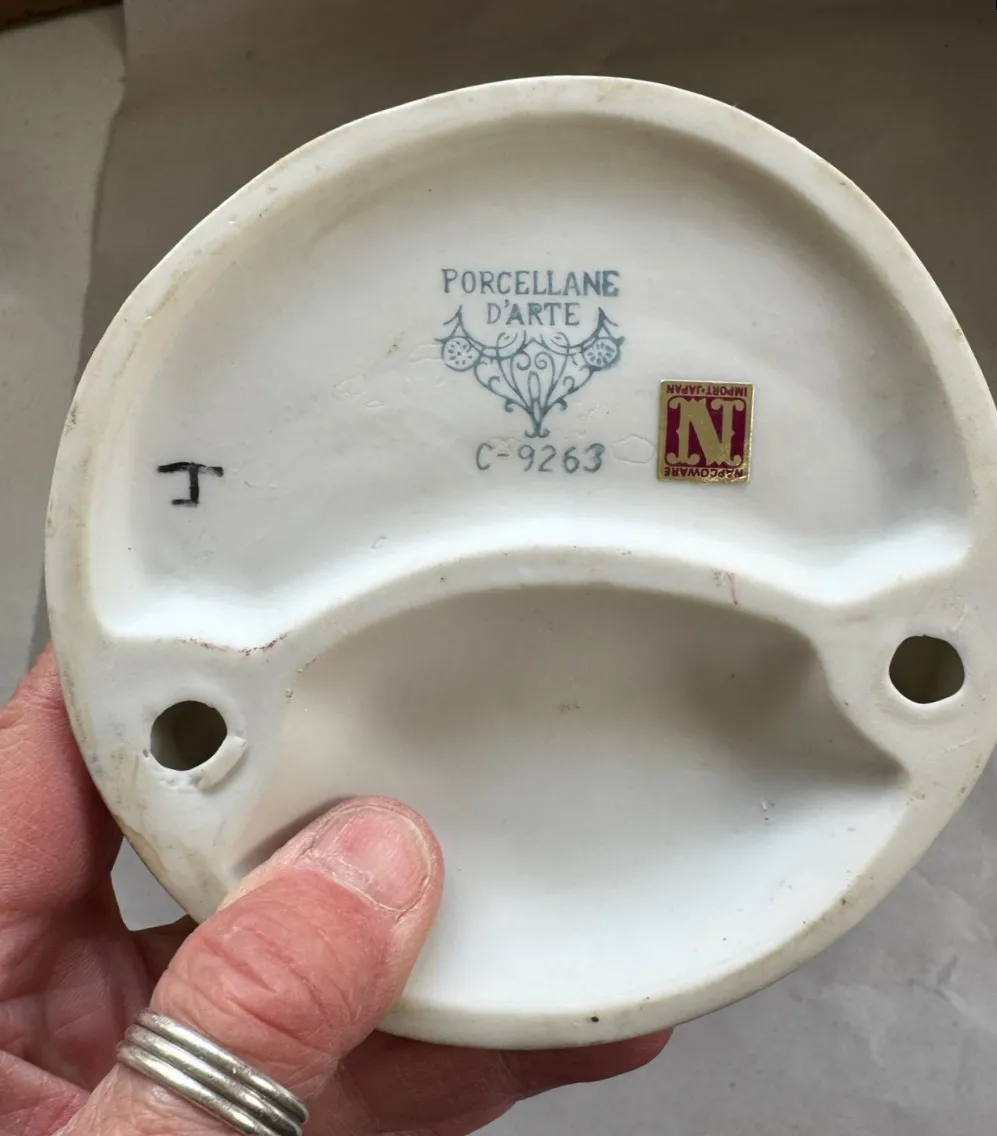 PORCELLANE
D'ARTE
C-9263
IMPORT·JAPAN
N
NAPCOWARE
J